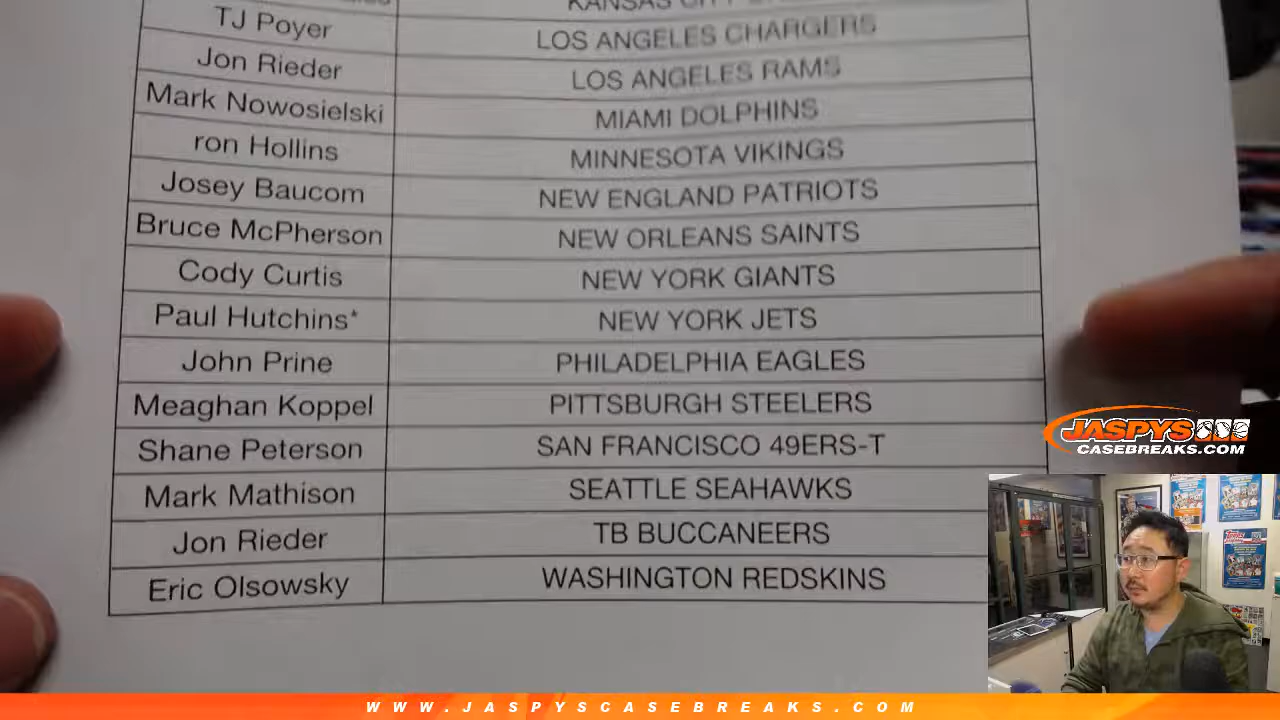 KANSAS CITY
TJ Poyer LOS ANGELES CHARGERS
Jon Rieder LOS ANGELES RAMS
Mark Nowosielski MIAMI DOLPHINS
ron Hollins MINNESOTA VIKINGS
Josey Baucom NEW ENGLAND PATRIOTS
Bruce McPherson NEW ORLEANS SAINTS
Cody Curtis NEW YORK GIANTS
Paul Hutchins* NEW YORK JETS
John Prine PHILADELPHIA EAGLES
Meaghan Koppel PITTSBURGH STEELERS
Shane Peterson SAN FRANCISCO 49ERS-T
Mark Mathison SEATTLE SEAHAWKS
Jon Rieder TB BUCCANEERS
Eric Olsowsky WASHINGTON REDSKINS
JASPYS
CASEBREAKS.COM
WWW.JASPYSCASEBREAKS.COM